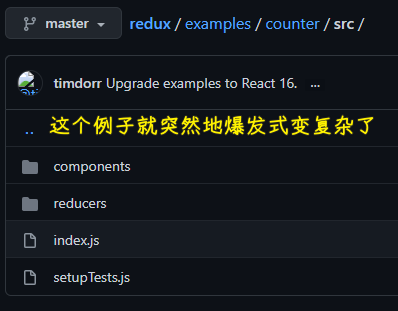 master
redux / examples / counter / src /
timdorr Upgrade examples to React 16. ...
.. 这个例子就突然地爆发式变复杂了
components
reducers
index.js
setupTests.js